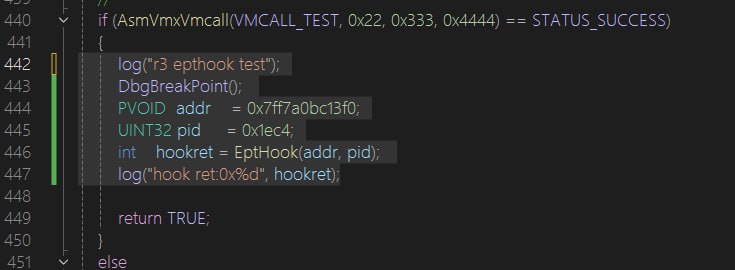 439 //
440 if (AsmVmxVmcall(VMCALL_TEST, 0x22, 0x333, 0x4444) == STATUS_SUCCESS)
441 {
442 log("r3 epthook test");
443 DbgBreakPoint();
444 PVOID addr = 0x7ff7a0bc13f0;
445 UINT32 pid = 0x1ec4;
446 int hookret = EptHook(addr, pid);
447 log("hook ret:0x%d", hookret);
448
449 return TRUE;
450 }
451 else